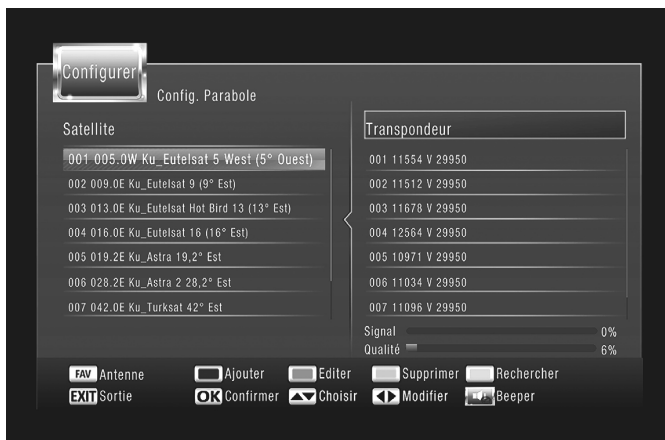 Configurer
Config. Parabole
Satellite
001 005.0W Ku_Eutelsat 5 West (5° Ouest)
002 009.0E Ku_Eutelsat 9 (9° Est)
003 013.0E Ku_Eutelsat Hot Bird 13 (13° Est)
004 016.0E Ku_Eutelsat 16 (16° Est)
005 019.2E Ku_Astra 19,2° Est
006 028.2E Ku_Astra 2 28,2° Est
007 042.0E Ku_Turksat 42° Est
Transpondeur
001 11554 V 29950
002 11512 V 29950
003 11678 V 29950
004 12564 V 29950
005 10971 V 29950
006 11034 V 29950
007 11096 V 29950
Signal 0%
Qualité 6%
FAV Antenne Ajouter Editer Supprimer Rechercher
EXIT Sortie OK Confirmer Choisir Modifier Beeper